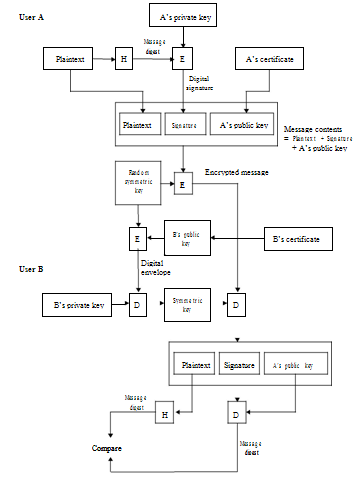 A's private key
User A
Message
digest
Plaintext
H
E
A's certificate
Digital
signature
Plaintext
Signature
A's public key
Message contents
= Plaintext + Signature
+ A's public key
Random
symmetric
key
E
Encrypted message
E
B's public
key
B's certificate
Digital
envelope
User B
B's private key
D
Symmetric
key
D
Plaintext
Signature
A's public key
Message
digest
H
D
Compare
Message
digest